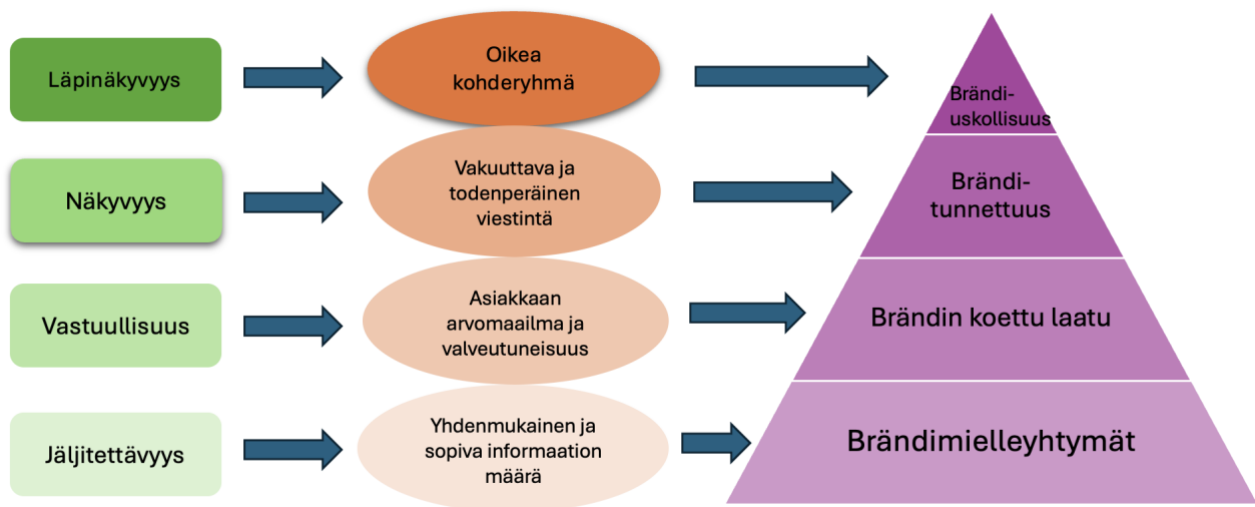 Läpinäkyvyys
Oikea
kohderyhmä
Brändi-
uskollisuus
Näkyvyys
Vakuuttava ja
todenperäinen
viestintä
Brändi-
tunnettuus
Vastuullisuus
Asiakkaan
arvomaailma ja
valveutuneisuus
Brändin koettu laatu
Jäljitettävyys
Yhdenmukainen ja
sopiva informaation
määrä
Brändimielleyhtymät